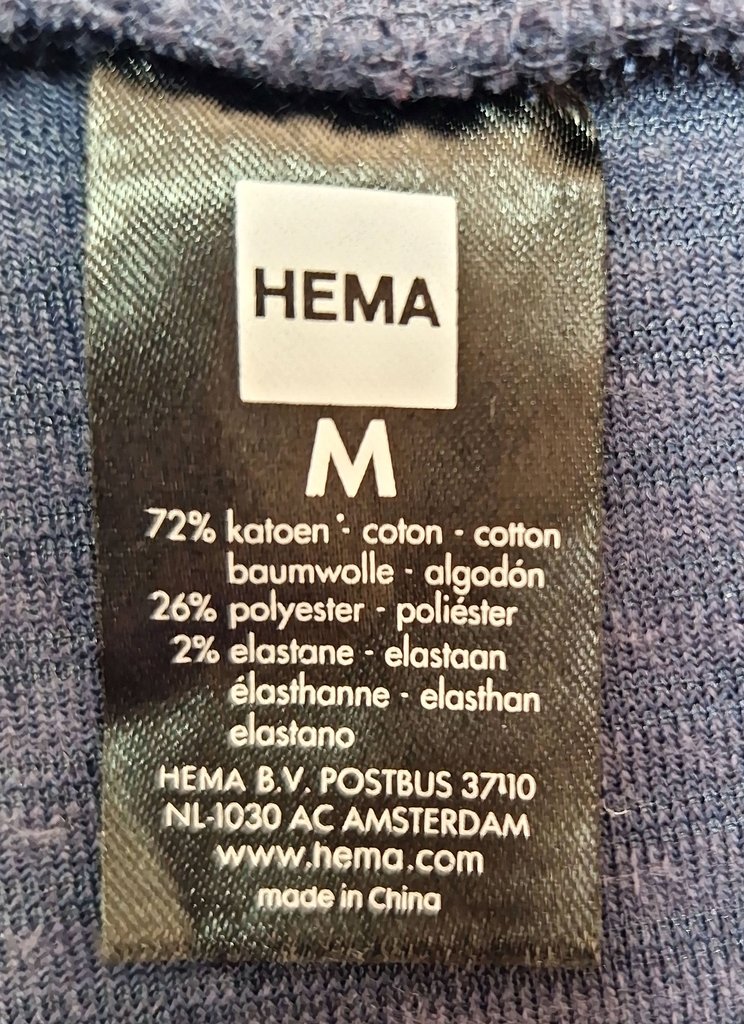 HEMA
M
72% katoen - coton - cotton
baumwolle - algodón
26% polyester - poliéster
2% elastane - elastaan
élasthanne - elasthan
elastano
HEMA B.V. POSTBUS 37110
NL-1030 AC AMSTERDAM
www.hema.com
made in China